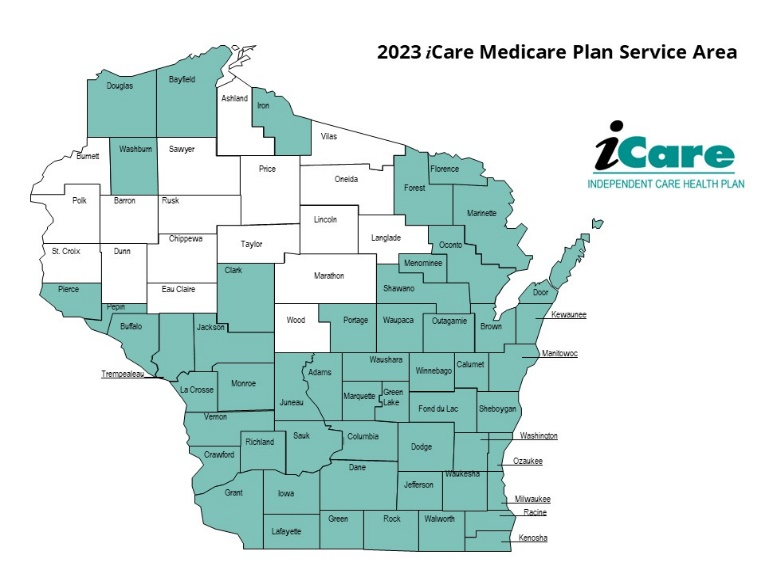 2023 iCare Medicare Plan Service Area
iCare
INDEPENDENT CARE HEALTH PLAN
Douglas
Bayfield
Ashland
Iron
Vilas
Burnett
Washburn
Sawyer
Price
Oneida
Forest
Florence
Marinette
Polk
Barron
Rusk
Lincoln
Langlade
Oconto
Chippewa
Taylor
St. Croix
Dunn
Menominee
Clark
Marathon
Shawano
Pierce
Eau Claire
Door
Pepin
Buffalo
Jackson
Wood
Portage
Waupaca
Outagamie
Brown
Kewaunee
Manitowoc
Trempealeau
La Crosse
Monroe
Adams
Juneau
Waushara
Winnebago
Calumet
Marquette
Green
Lake
Fond du Lac
Sheboygan
Vernon
Richland
Sauk
Columbia
Dodge
Washington
Ozaukee
Crawford
Dane
Jefferson
Waukesha
Milwaukee
Racine
Grant
Iowa
Lafayette
Green
Rock
Walworth
Kenosha